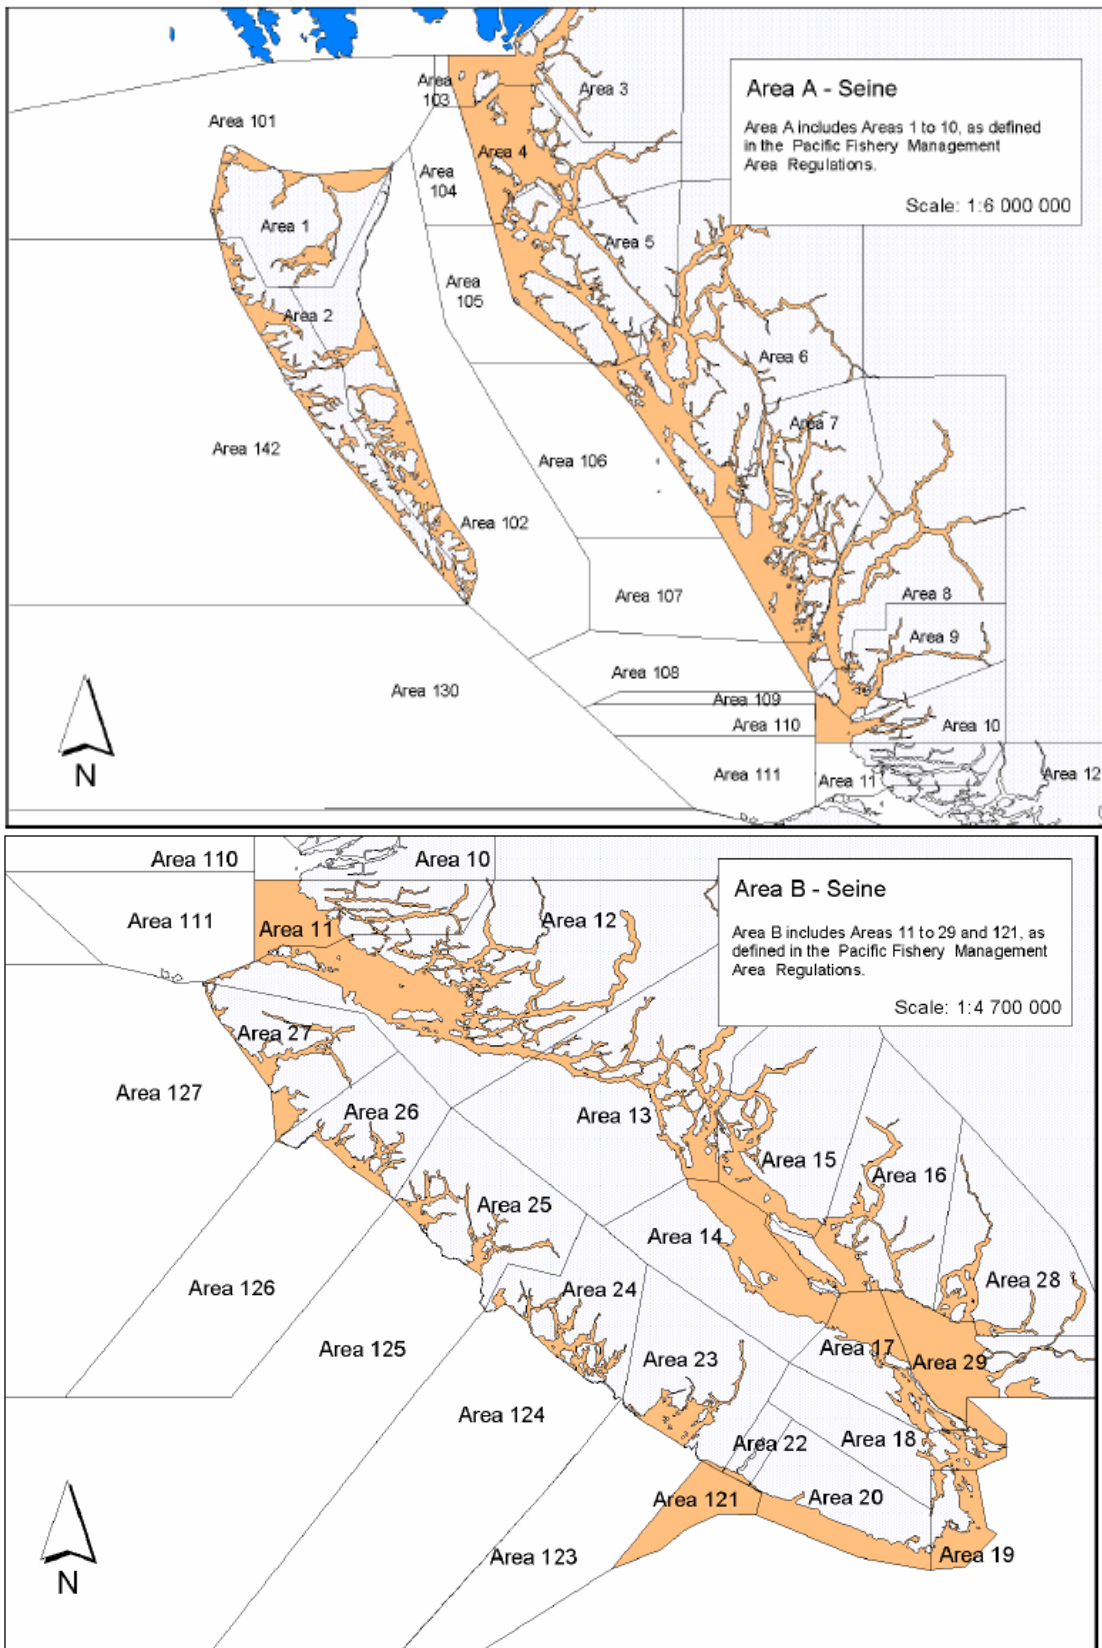 Area 3
Area
103
Area A - Seine
Area A includes Areas 1 to 10, as defined
in the Pacific Fishery Management
Area Regulations.
Scale: 1:6 000 000
Area 101
Area 4
Area
104
Area 1
Area 5
Area
105
Area 2
Area 6
Area 7
Area 142
Area 106
Area 102
Area 107
Area 8
Area 9
Area 108
Area 130
Area 109
Area 110
Area 10
Area 111
Area 11
Area 12
N
Area 110
Area 10
Area 111
Area 11
Area 12
Area B - Seine
Area B includes Areas 11 to 29 and 121, as
defined in the Pacific Fishery Management
Area Regulations.
Scale: 1:4 700 000
Area 27
Area 127
Area 26
Area 13
Area 15
Area 16
Area 25
Area 14
Area 126
Area 24
Area 28
Area 125
Area 23
Area 17
Area 29
Area 124
Area 22
Area 18
Area 121
Area 20
Area 123
Area 19
N